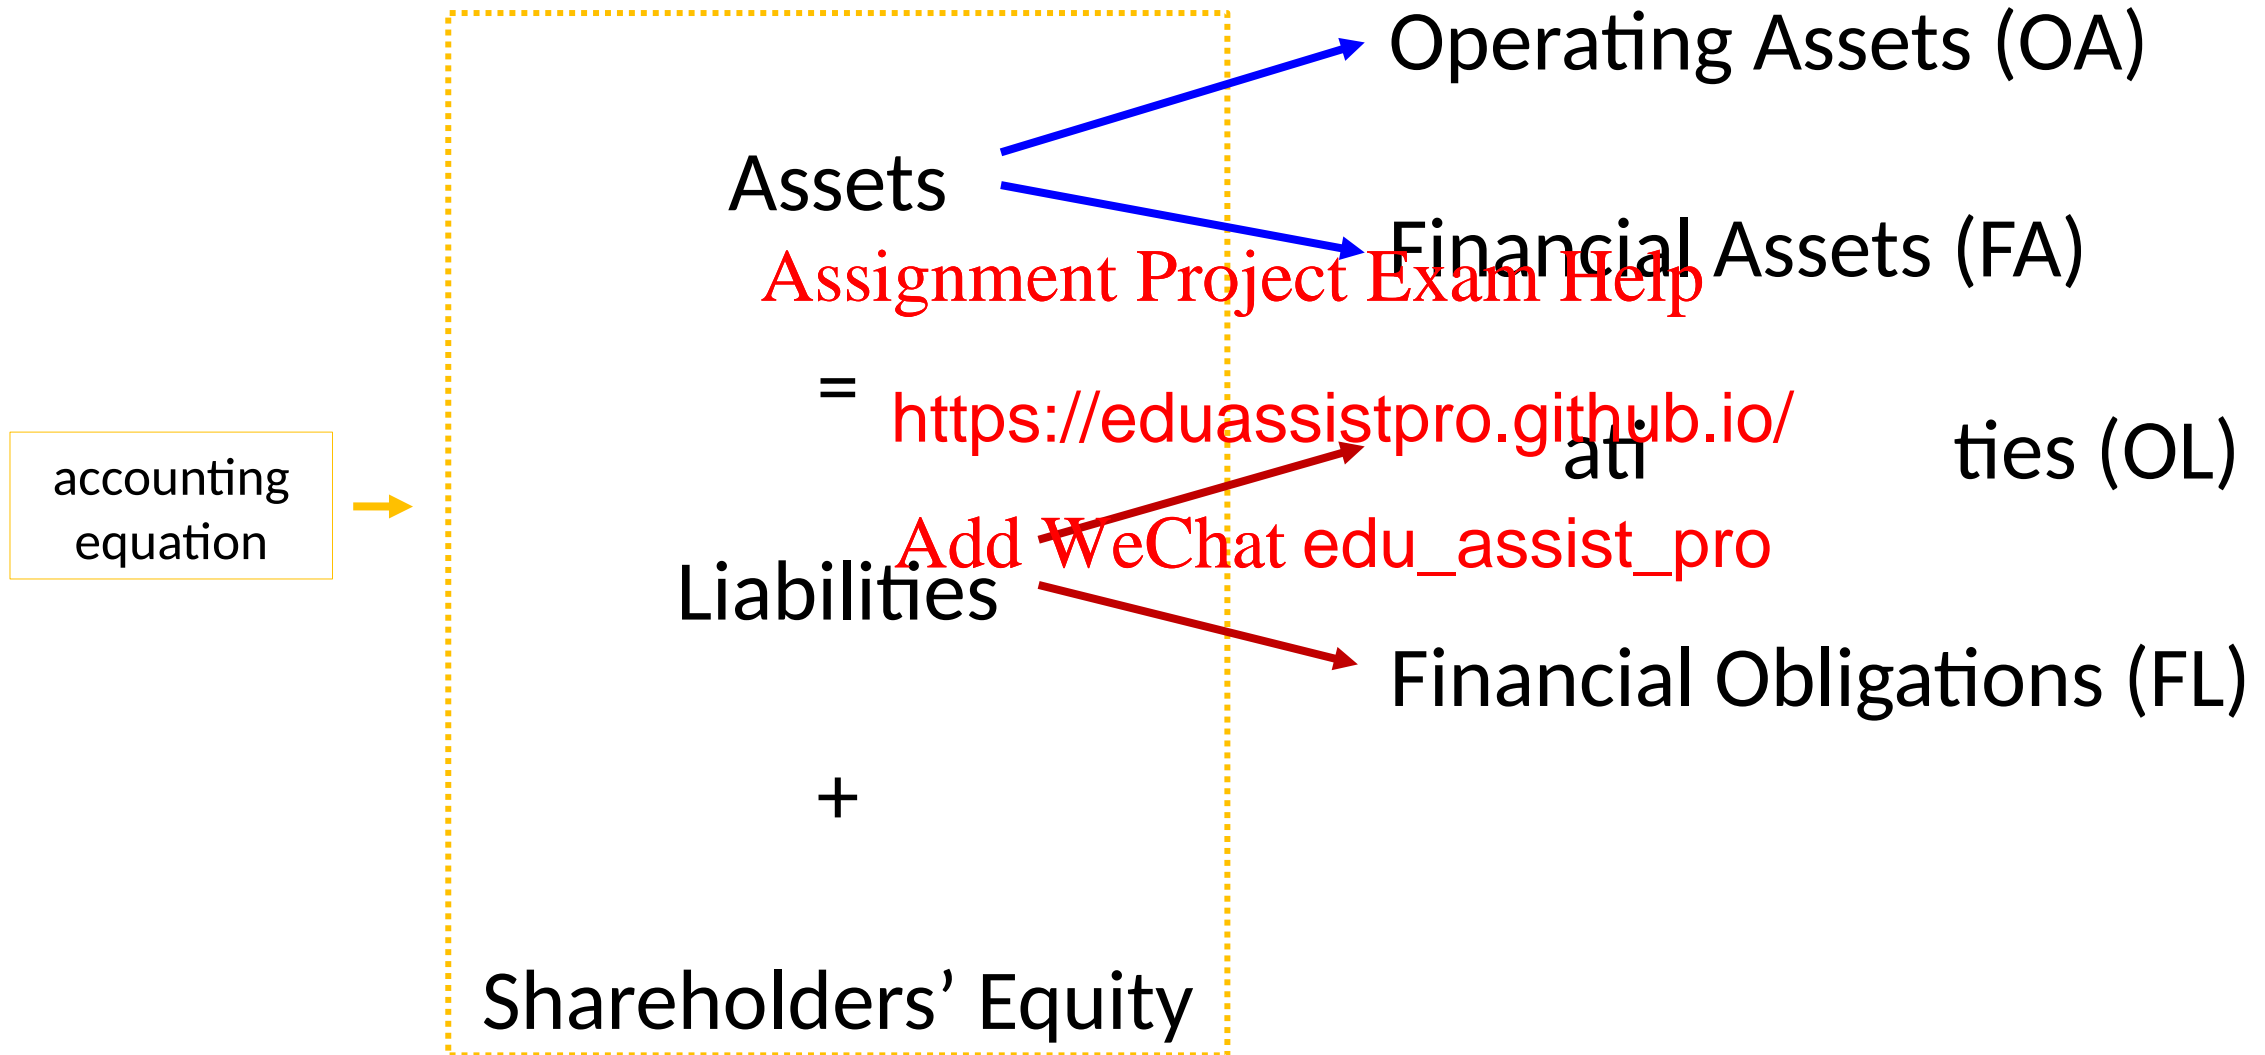 Operating Assets (OA)
Assets
Financial Assets (FA)
Assignment Project Exam Help
=
https://eduassistpro.github.io/
ati ties (OL)
accounting
equation
Add WeChat edu_assist_pro
Liabilities
Financial Obligations (FL)
+
Shareholders’ Equity